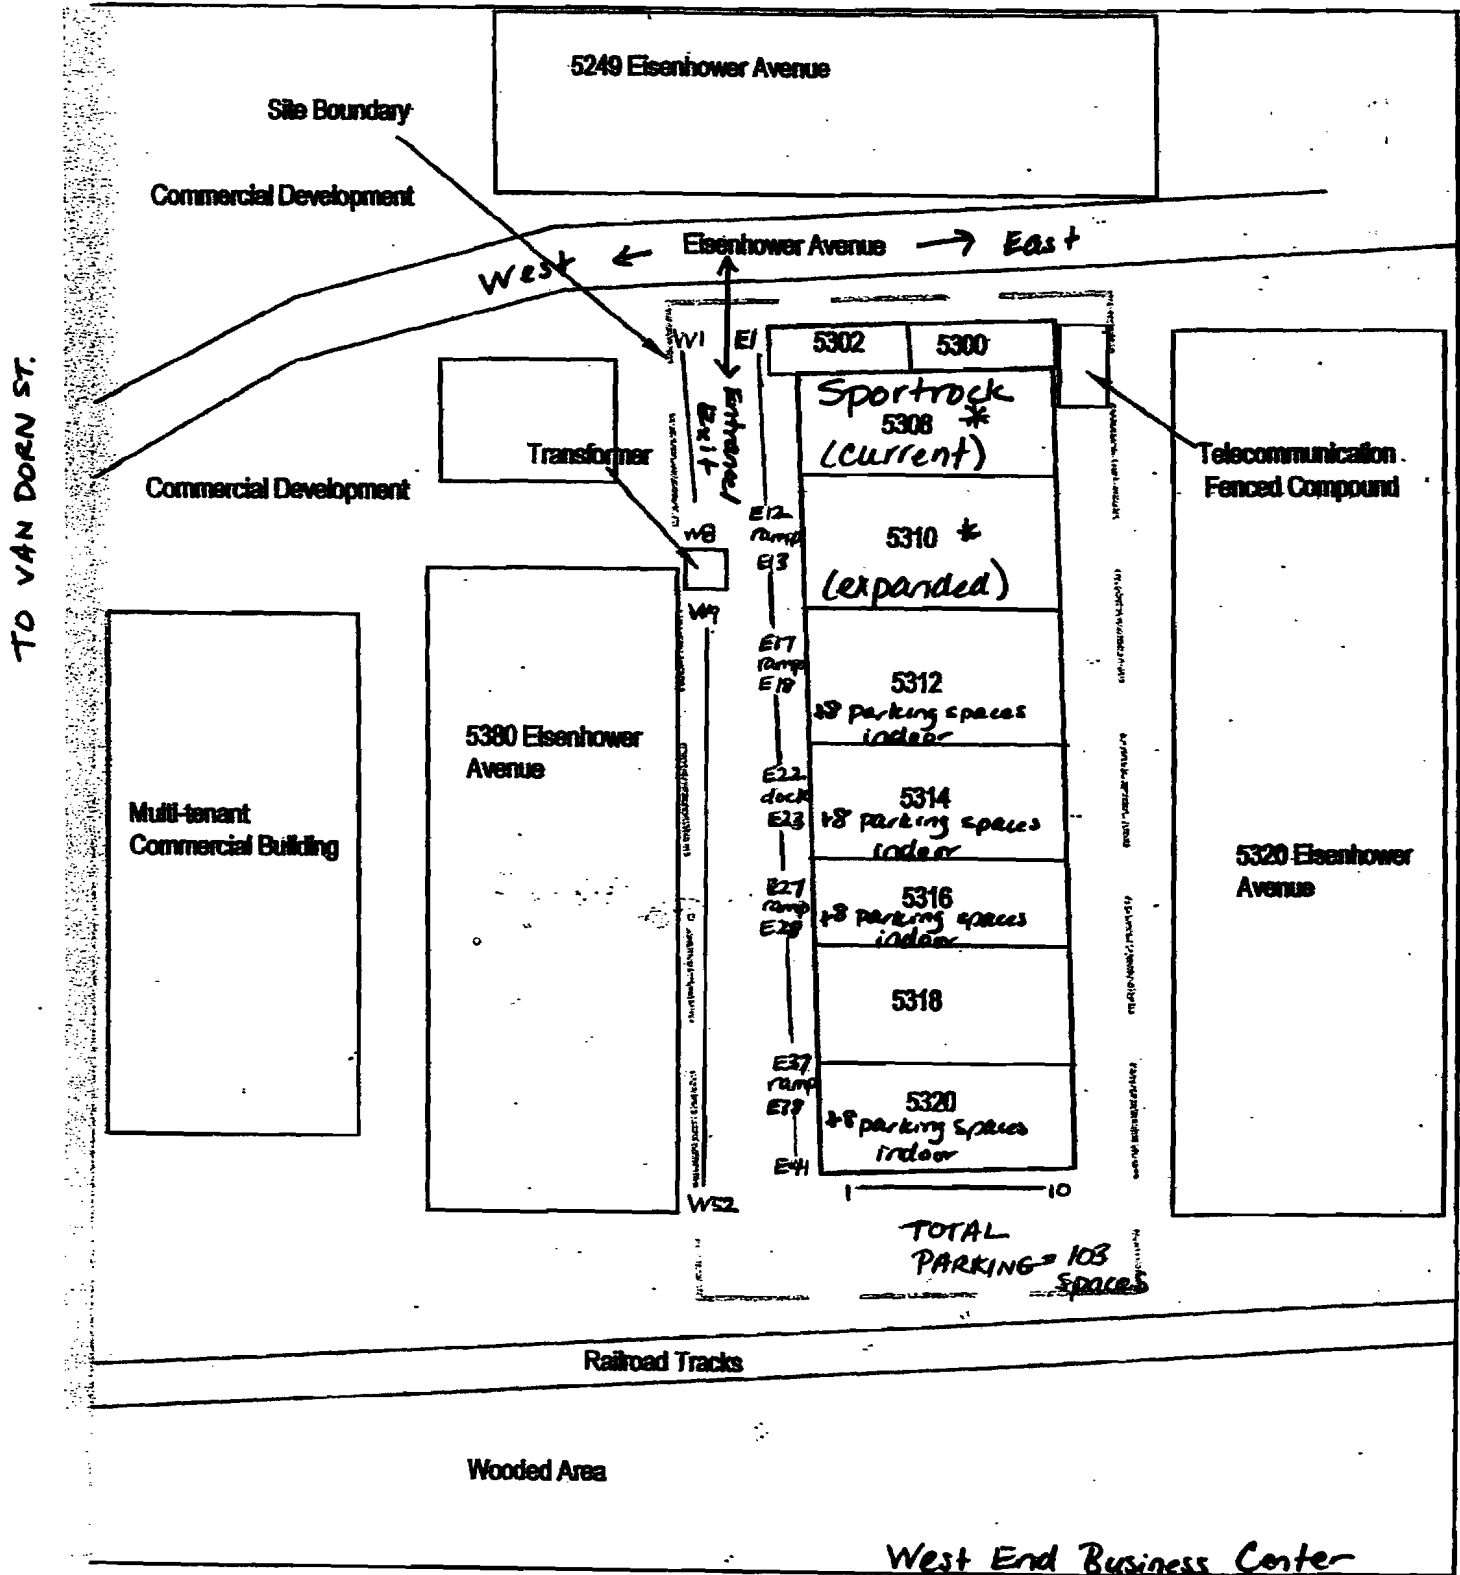 5249 Eisenhower Avenue
Site Boundary
Commercial Development
West ← Eisenhower Avenue → East
TO VAN DORN ST.
W1
E1
5302
5300
Entrance/
Exit
Sportrock
5308 *
(current)
Transformer
Telecommunication
Fenced Compound
Commercial Development
W8
E12
ramp
E13
5310 *
(expanded)
W9
E17
ramp
E18
5312
+8 parking spaces
indoor
5380 Eisenhower
Avenue
E22
dock
E23
5314
+8 parking spaces
indoor
Multi-tenant
Commercial Building
5320 Eisenhower
Avenue
E27
ramp
E28
5316
+8 parking spaces
indoor
5318
E37
ramp
E38
5320
+8 parking spaces
indoor
E41
W52
1 10
TOTAL
PARKING = 103
spaces
Railroad Tracks
Wooded Area
West End Business Center